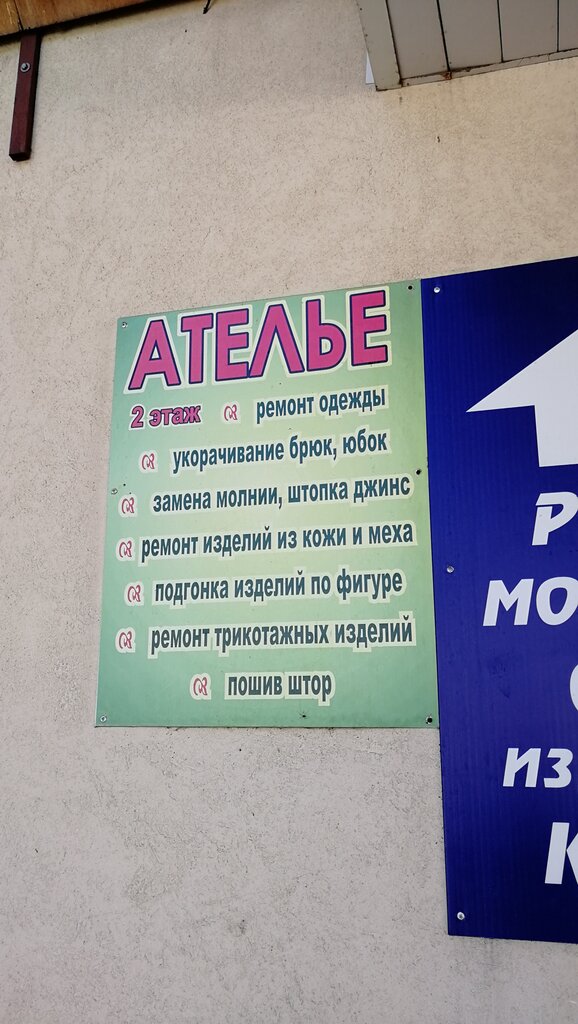 АТЕЛЬЕ
2 этаж ремонт одежды
укорачивание брюк, юбок
замена молнии, штопка джинс
ремонт изделий из кожи и меха
подгонка изделий по фигуре
ремонт трикотажных изделий
пошив штор